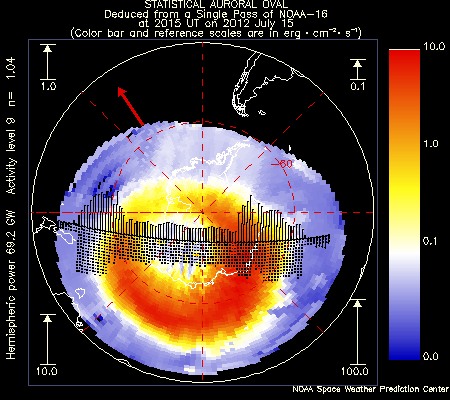 STATISTICAL AURORAL OVAL
Deduced from a Single Pass of NOAA-16
at 2015 UT on 2012 July 15
(Color bar and reference scales are in erg·cm⁻²·s⁻¹)
1.0
0.1
10.0
1.0
0.1
0.0
-60
Hemispheric power 69.2 GW Activity level 9 n= 1.04
10.0
100.0
NOAA Space Weather Prediction Center